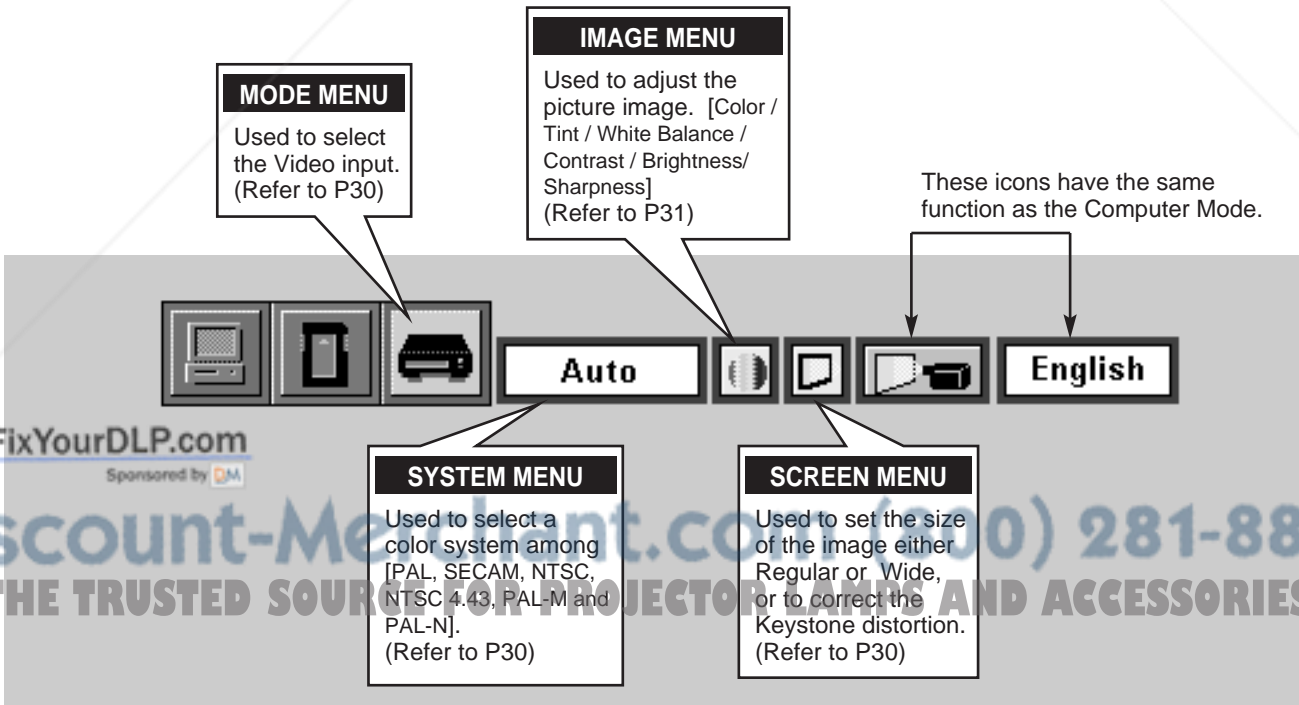 IMAGE MENU
Used to adjust the
picture image. [Color /
Tint / White Balance /
Contrast / Brightness/
Sharpness]
(Refer to P31)
MODE MENU
Used to select
the Video input.
(Refer to P30)
These icons have the same
function as the Computer Mode.
Auto
English
FixYourDLP.com
Sponsored by DM
SYSTEM MENU
Used to select a
color system among
[PAL, SECAM, NTSC,
NTSC 4.43, PAL-M and
PAL-N].
(Refer to P30)
SCREEN MENU
Used to set the size
of the image either
Regular or Wide,
or to correct the
Keystone distortion.
(Refer to P30)
scount-Merchant.com (800) 281-88
THE TRUSTED SOURCE FOR PROJECTOR LAMPS AND ACCESSORIES